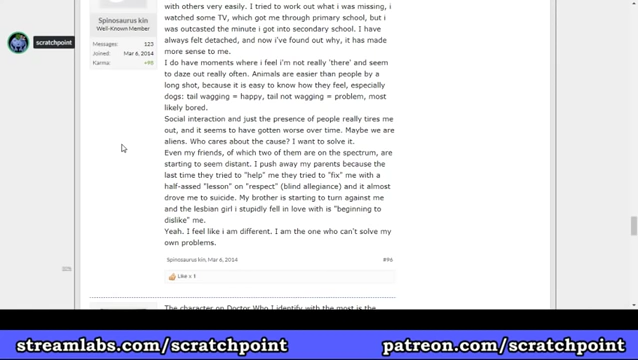 with others very easily. I tried to work out what i was missing, i
watched some TV, which got me through primary school, but i
was outcasted the minute i got into secondary school. I have
always felt detached, and now i've found out why, it has made
more sense to me.
I do have moments where i feel i'm not really 'there' and seem
to daze out really often. Animals are easier than people by a
long shot, because it is easy to know how they feel, especially
dogs: tail wagging = happy, tail not wagging = problem, most
likely bored.
Social interaction and just the presence of people really tires me
out, and it seems to have gotten worse over time. Maybe we are
aliens. Who cares about the cause? I want to solve it.
Even my friends, of which two of them are on the spectrum, are
starting to seem distant. I push away my parents because the
last time they tried to "help" me they tried to "fix" me with a
half-assed "lesson" on "respect" (blind allegiance) and it almost
drove me to suicide. My brother is starting to turn against me
and the lesbian girl i stupidly fell in love with is "beginning to
dislike" me.
Yeah. I feel like i am different. I am the one who can't solve my
own problems.
Spinosaurus kin, Mar 6, 2014
#96
Like x 1
Spinosaurus kin
Well-Known Member
Messages: 123
Joined: Mar 6, 2014
Karma: +98
scratchpoint
The character on Doctor Who I identify with the most is the
streamlabs.com/scratchpoint
patreon.com/scratchpoint